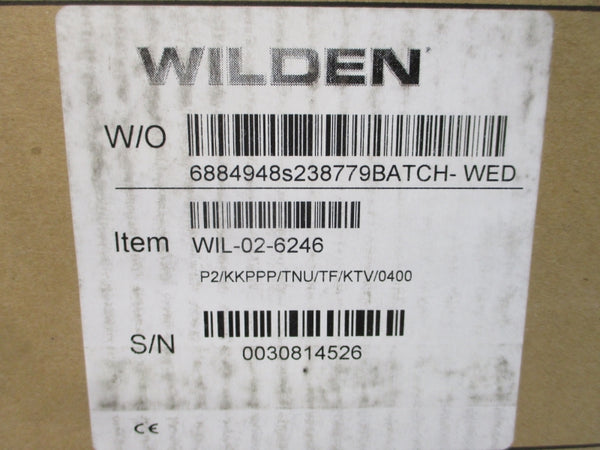 WILDEN
W/O
6884948s238779BATCH- WED
Item WIL-02-6246
P2/KKPPP/TNU/TF/KTV/0400
S/N 0030814526
CE